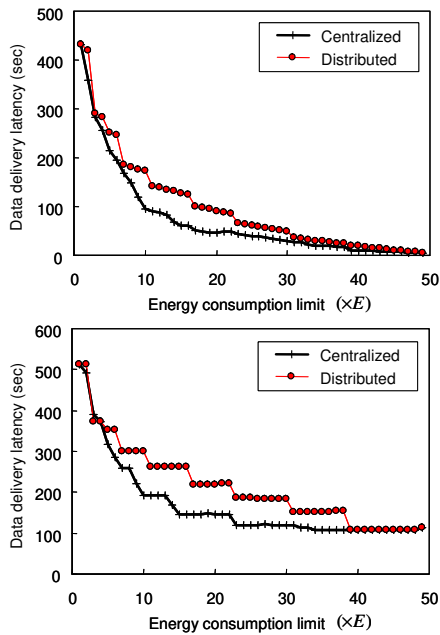 500
400
300
200
100
0
Data delivery latency (sec)
Centralized
Distributed
0 10 20 30 40 50
Energy consumption limit (×E)
600
500
400
300
200
100
0
Data delivery latency (sec)
Centralized
Distributed
0 10 20 30 40 50
Energy consumption limit (×E)